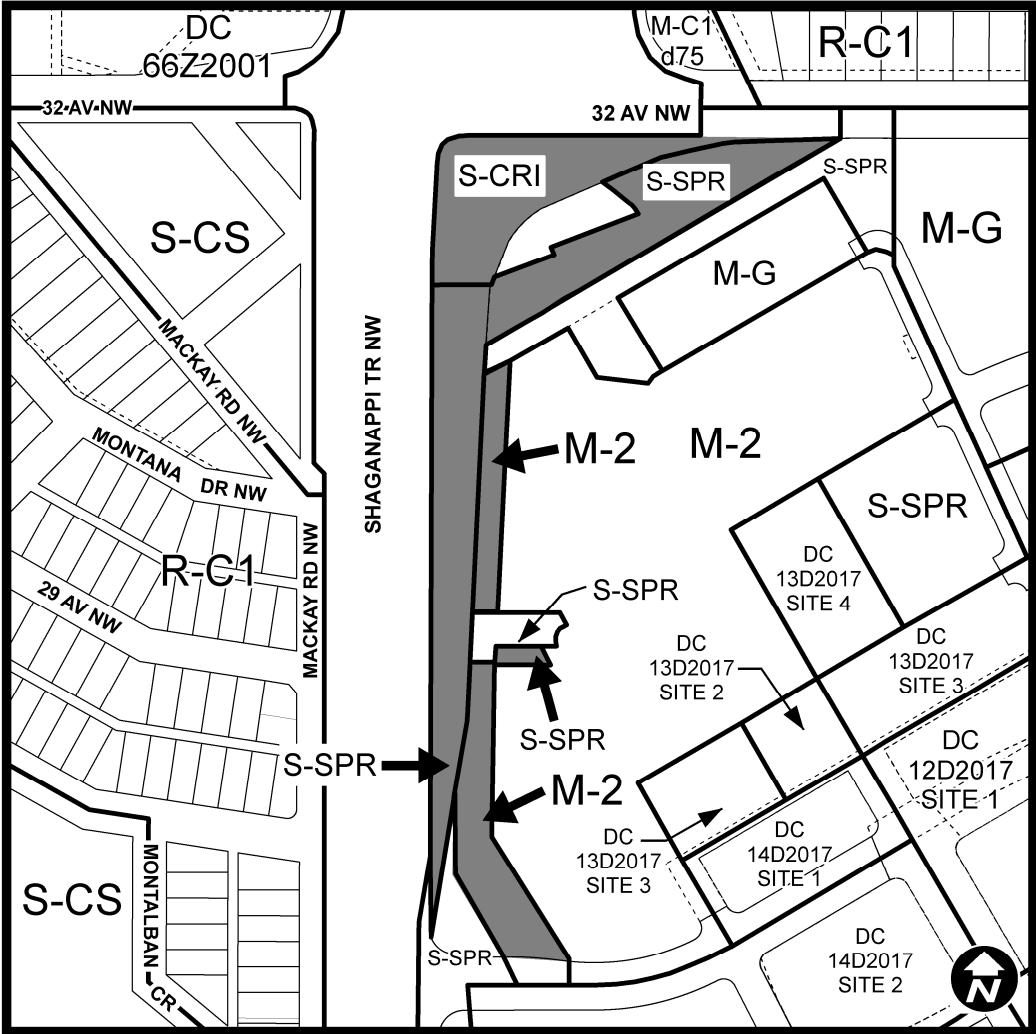 DC
66Z2001
M-C1
d75
R-C1
32 AV NW
32 AV NW
S-CRI
S-SPR
S-SPR
S-CS
M-G
M-G
MACKAY RD NW
SHAGANAPPI TR NW
MONTANA DR NW
M-2
M-2
S-SPR
R-C1
DC
13D2017
SITE 4
29 AV NW
MACKAY RD NW
S-SPR
DC
13D2017
SITE 2
DC
13D2017
SITE 3
S-SPR
S-SPR
M-2
DC
12D2017
SITE 1
DC
13D2017
SITE 3
DC
14D2017
SITE 1
S-CS
MONTALBAN CR
S-SPR
DC
14D2017
SITE 2
N